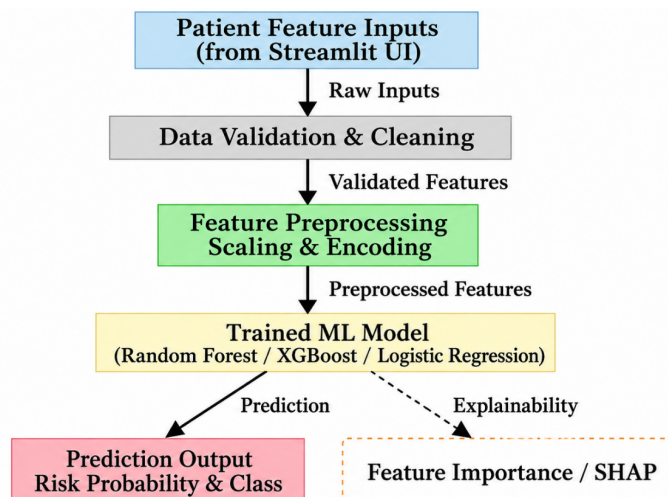 Patient Feature Inputs
(from Streamlit UI)
Raw Inputs
Data Validation & Cleaning
Validated Features
Feature Preprocessing
Scaling & Encoding
Preprocessed Features
Trained ML Model
(Random Forest / XGBoost / Logistic Regression)
Prediction
Explainability
Prediction Output
Risk Probability & Class
Feature Importance / SHAP